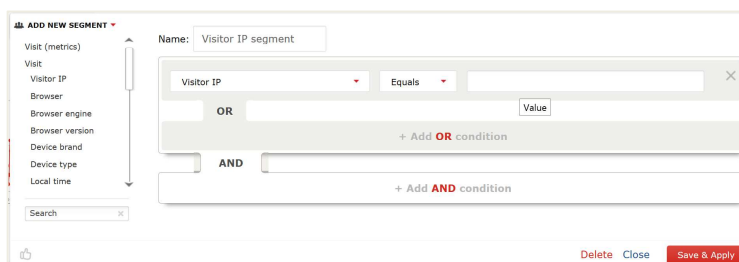 ADD NEW SEGMENT
Name: Visitor IP segment
Visit (metrics)
Visit
Visitor IP
Browser
Browser engine
Browser version
Device brand
Device type
Local time
Search
Visitor IP Equals
Value
OR
+ Add OR condition
AND
+ Add AND condition
Delete Close Save & Apply